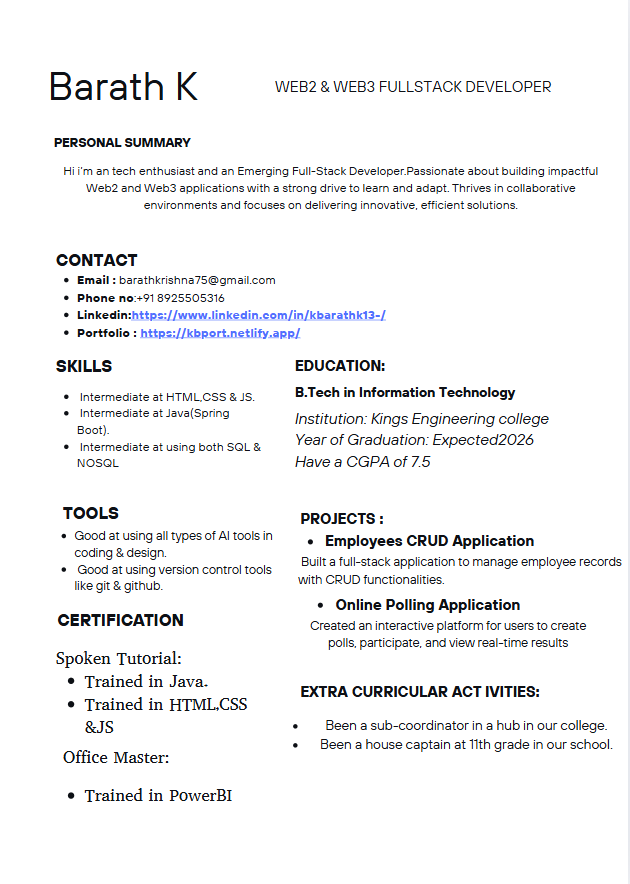 Barath K
WEB2 & WEB3 FULLSTACK DEVELOPER
PERSONAL SUMMARY
Hi i'm an tech enthusiast and an Emerging Full-Stack Developer.Passionate about building impactful
Web2 and Web3 applications with a strong drive to learn and adapt. Thrives in collaborative
environments and focuses on delivering innovative, efficient solutions.
CONTACT
• Email : barathkrishna75@gmail.com
• Phone no:+91 8925505316
• Linkedin:https://www.linkedin.com/in/kbarathk13-/
• Portfolio : https://kbport.netlify.app/
SKILLS
• Intermediate at HTML,CSS & JS.
• Intermediate at Java(Spring
Boot).
• Intermediate at using both SQL &
NOSQL
TOOLS
• Good at using all types of AI tools in
coding & design.
• Good at using version control tools
like git & github.
CERTIFICATION
Spoken Tutorial:
• Trained in Java.
• Trained in HTML,CSS
&JS
Office Master:
• Trained in PowerBI
EDUCATION:
B.Tech in Information Technology
Institution: Kings Engineering college
Year of Graduation: Expected2026
Have a CGPA of 7.5
PROJECTS :
• Employees CRUD Application
Built a full-stack application to manage employee records
with CRUD functionalities.
• Online Polling Application
Created an interactive platform for users to create
polls, participate, and view real-time results
EXTRA CURRICULAR ACT IVITIES:
• Been a sub-coordinator in a hub in our college.
• Been a house captain at 11th grade in our school.